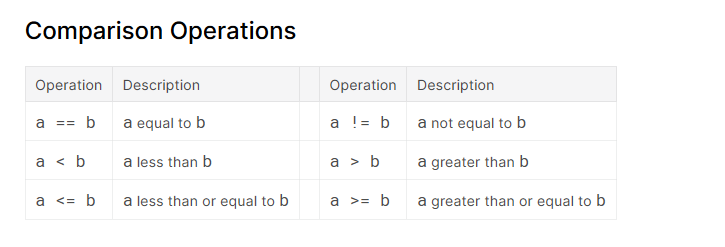 Comparison Operations
Operation Description Operation Description
a == b a equal to b a != b a not equal to b
a < b a less than b a > b a greater than b
a <= b a less than or equal to b a >= b a greater than or equal to b